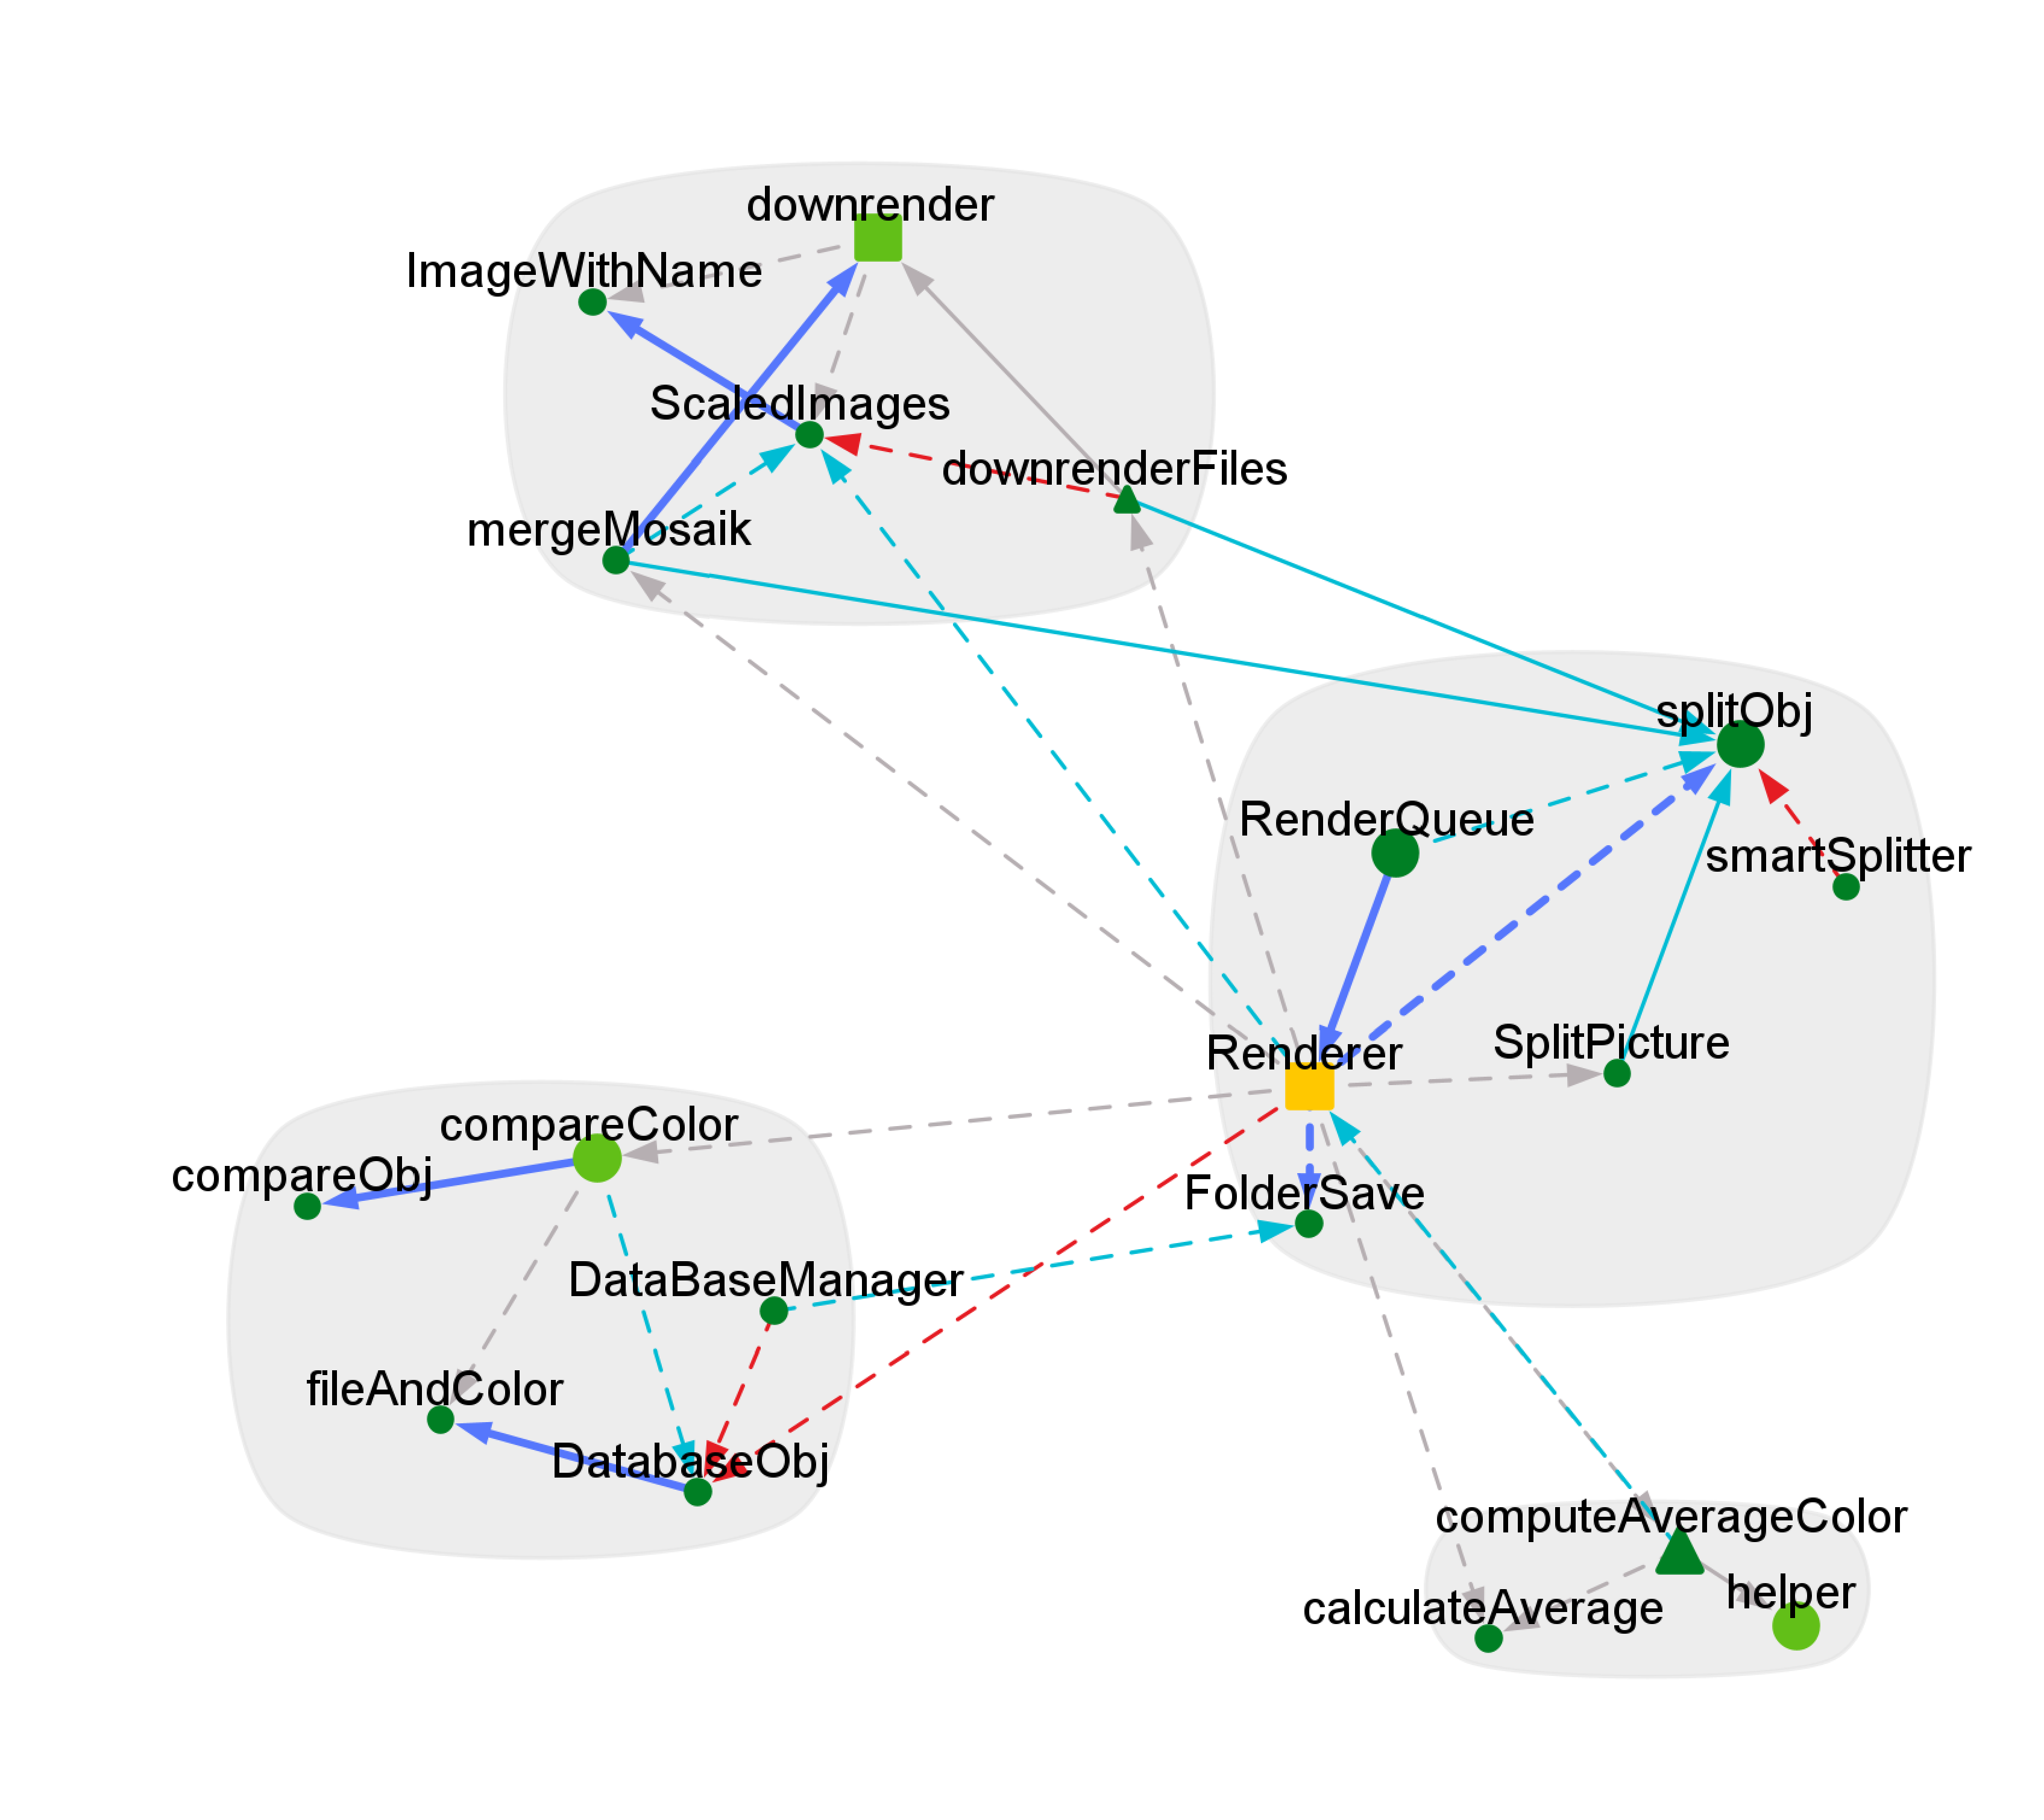 downrender
ImageWithName
ScaledImages
downrenderFiles
mergeMosaik
splitObj
RenderQueue
smartSplitter
Renderer
SplitPicture
compareColor
compareObj
FolderSave
DataBaseManager
fileAndColor
DatabaseObj
computeAverageColor
helper
calculateAverage